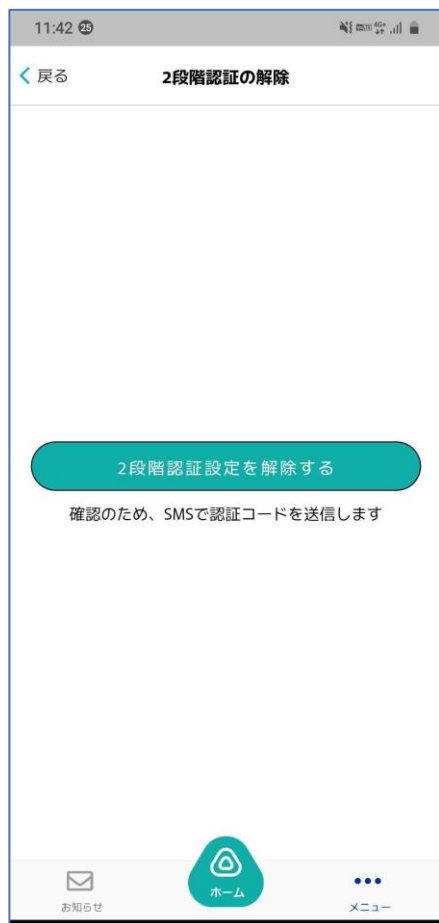 11:42 25
戻る 2段階認証の解除
2段階認証設定を解除する
確認のため、SMSで認証コードを送信します
お知らせ ホーム メニュー